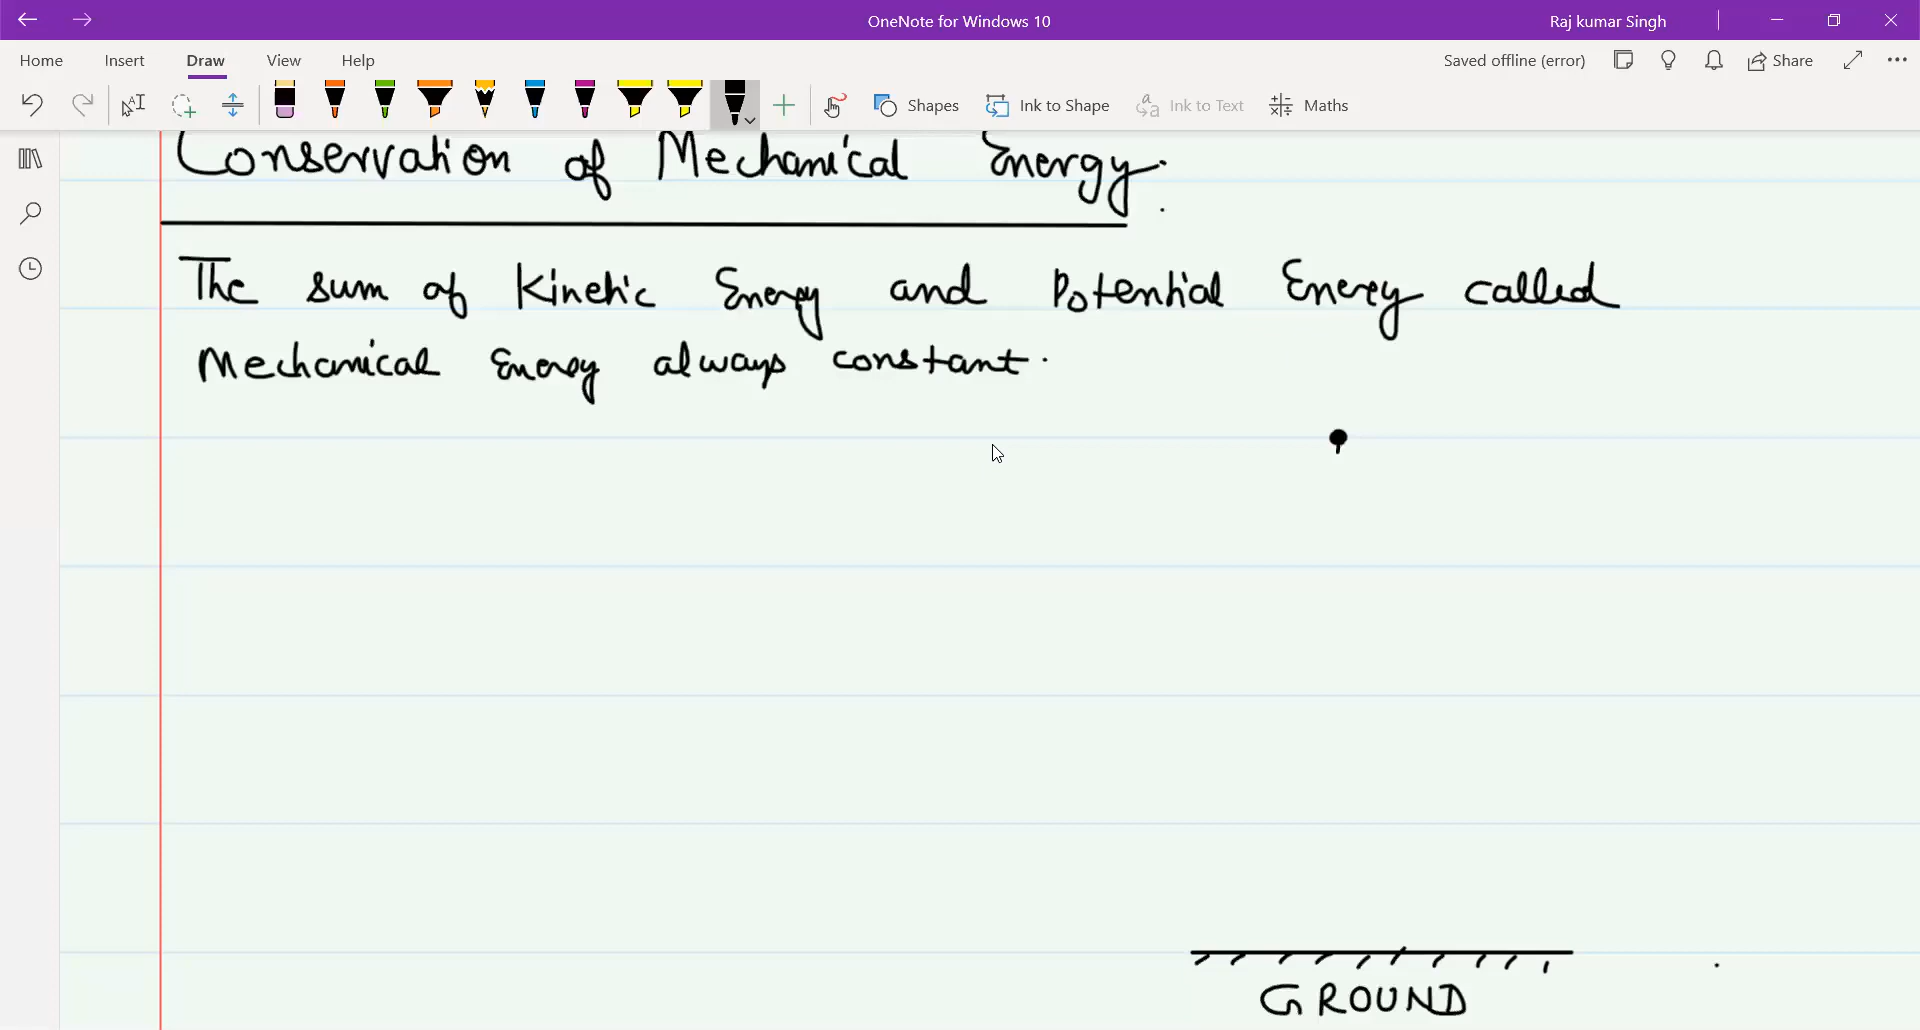 OneNote for Windows 10
Raj kumar Singh
Home Insert Draw View Help
Saved offline (error) Share
Shapes Ink to Shape Ink to Text Maths
Conservation of Mechanical Energy.
The sum of Kinetic Energy and Potential Energy called
Mechanical Energy always constant.
GROUND